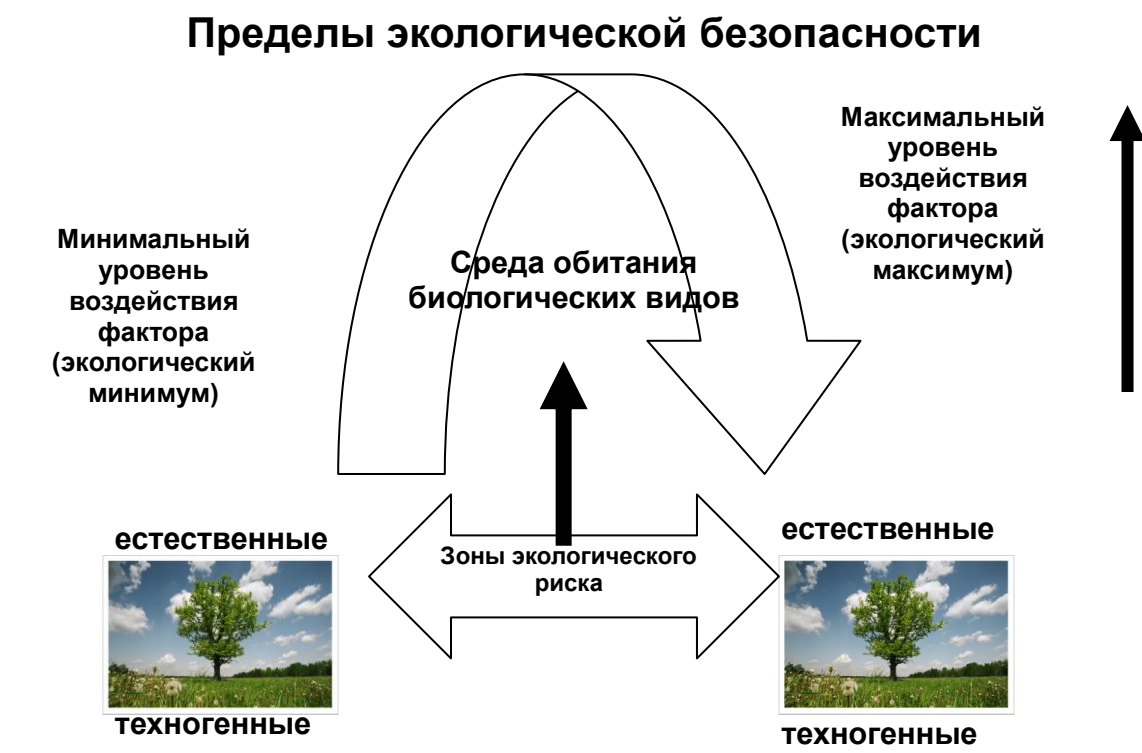 Пределы экологической безопасности
Минимальный
уровень
воздействия
фактора
(экологический
минимум)
Среда обитания
биологических видов
Максимальный
уровень
воздействия
фактора
(экологический
максимум)
естественные
техногенные
Зоны экологического
риска
естественные
техногенные